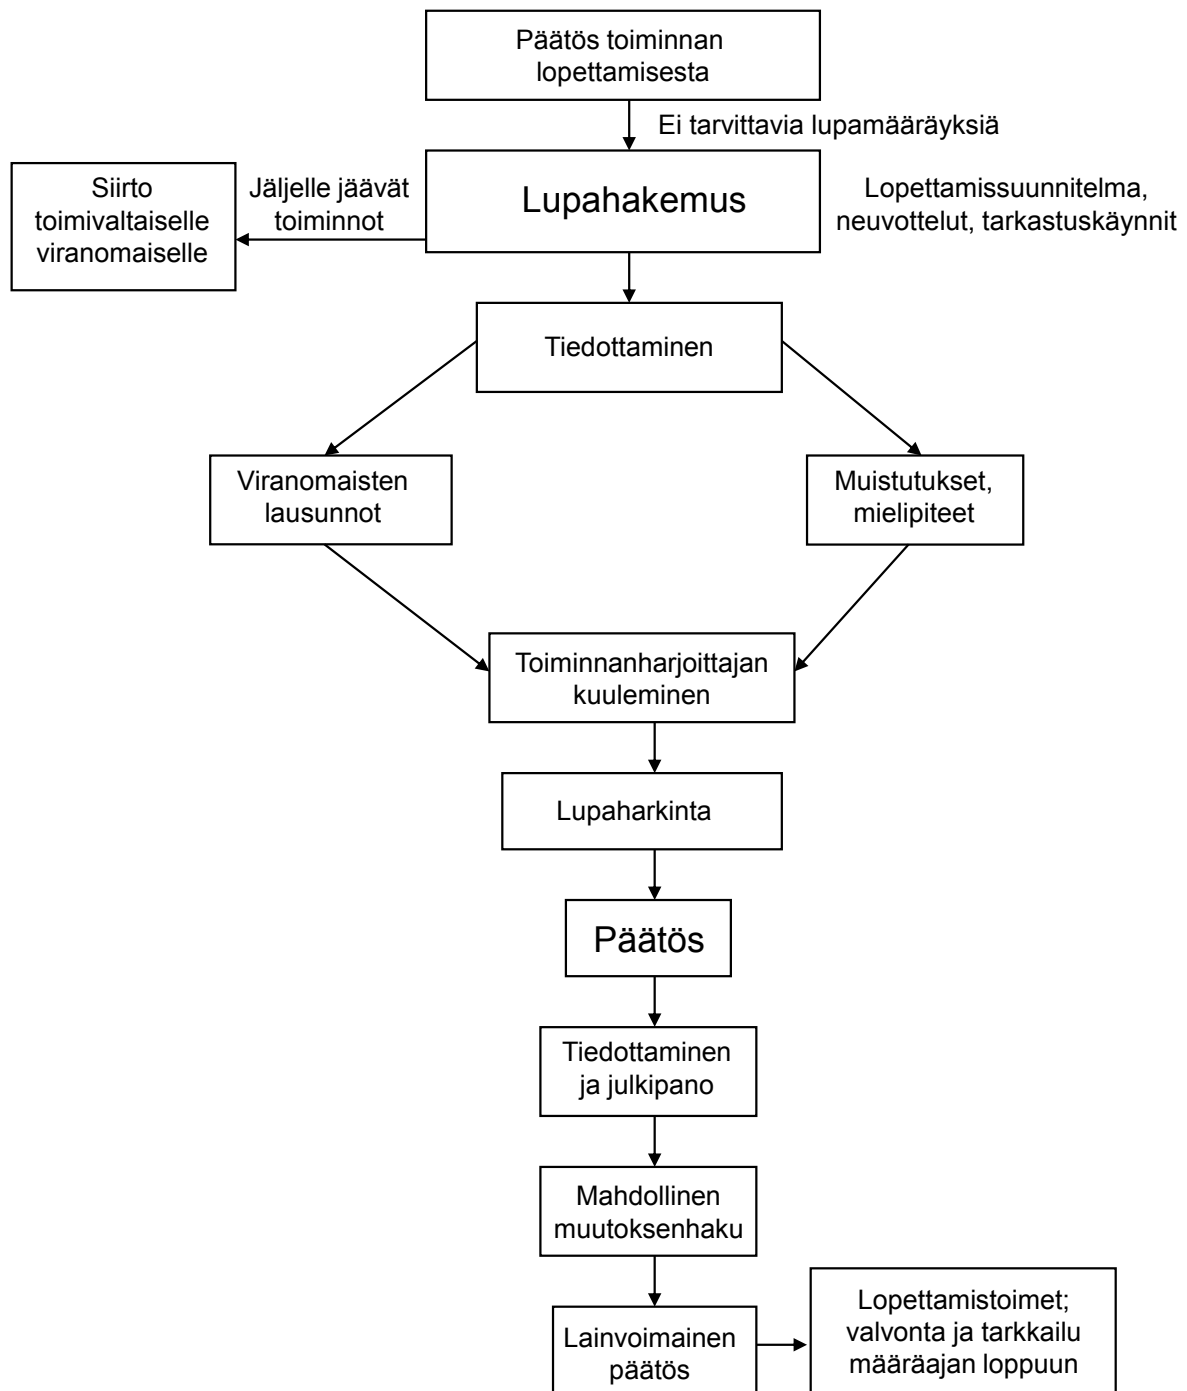 Päätös toiminnan
lopettamisesta
Ei tarvittavia lupamääräyksiä
Siirto
toimivaltaiselle
viranomaiselle
Jäljelle jäävät
toiminnot
Lupahakemus
Lopettamissuunnitelma,
neuvottelut, tarkastuskäynnit
Tiedottaminen
Viranomaisten
lausunnot
Muistutukset,
mielipiteet
Toiminnanharjoittajan
kuuleminen
Lupaharkinta
Päätös
Tiedottaminen
ja julkipano
Mahdollinen
muutoksenhaku
Lainvoimainen
päätös
Lopettamistoimet;
valvonta ja tarkkailu
määräajan loppuun